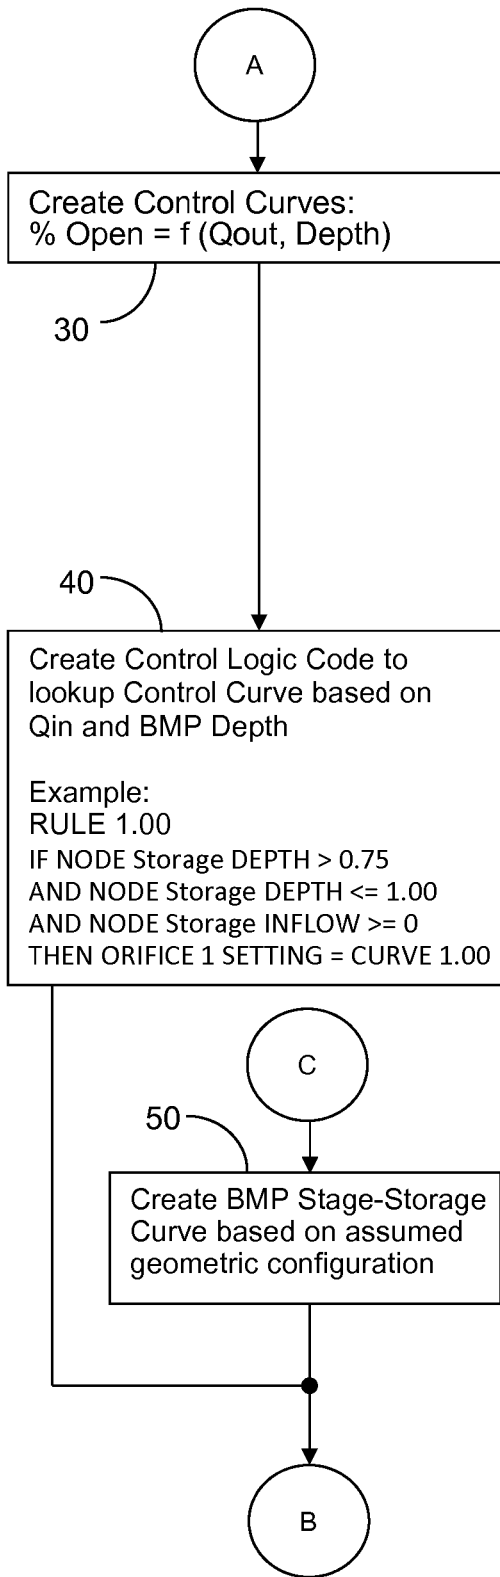 A
Create Control Curves:
% Open = f (Qout, Depth)
30
40
Create Control Logic Code to
lookup Control Curve based on
Qin and BMP Depth
Example:
RULE 1.00
IF NODE Storage DEPTH > 0.75
AND NODE Storage DEPTH <= 1.00
AND NODE Storage INFLOW >= 0
THEN ORIFICE 1 SETTING = CURVE 1.00
C
50
Create BMP Stage-Storage
Curve based on assumed
geometric configuration
B